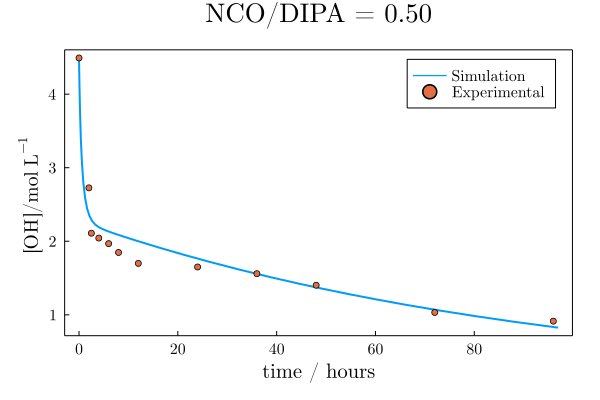 NCO/DIPA = 0.50
Simulation
Experimental
[OH]/mol L⁻¹
4
3
2
1
0 20 40 60 80
time / hours